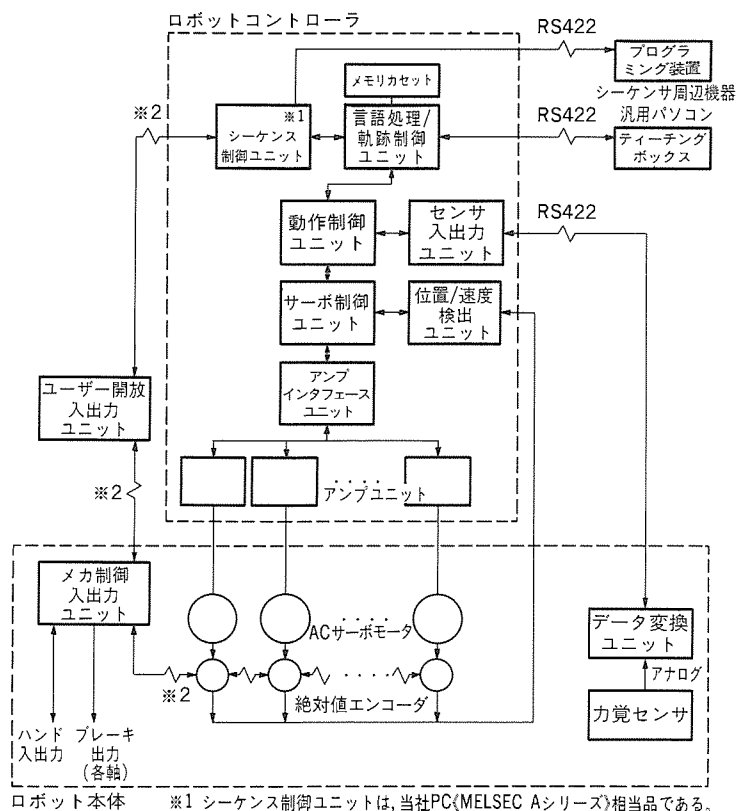 ロボットコントローラ
RS422
プログラ
ミング装置
シーケンサ周辺機器
汎用パソコン
メモリカセット
※2
※1
シーケンス
制御ユニット
言語処理/
軌跡制御
ユニット
RS422
ティーチング
ボックス
動作制御
ユニット
センサ
入出力
ユニット
RS422
サーボ制御
ユニット
位置/速度
検出
ユニット
アンプ
インタフェース
ユニット
ユーザー開放
入出力
ユニット
※2
アンプユニット
メカ制御
入出力
ユニット
ACサーボモータ
データ変換
ユニット
※2
絶対値エンコーダ
アナログ
力覚センサ
ハンド
入出力
ブレーキ
出力
(各軸)
ロボット本体
※1 シーケンス制御ユニットは,当社PC《MELSEC Aシリーズ》相当品である。